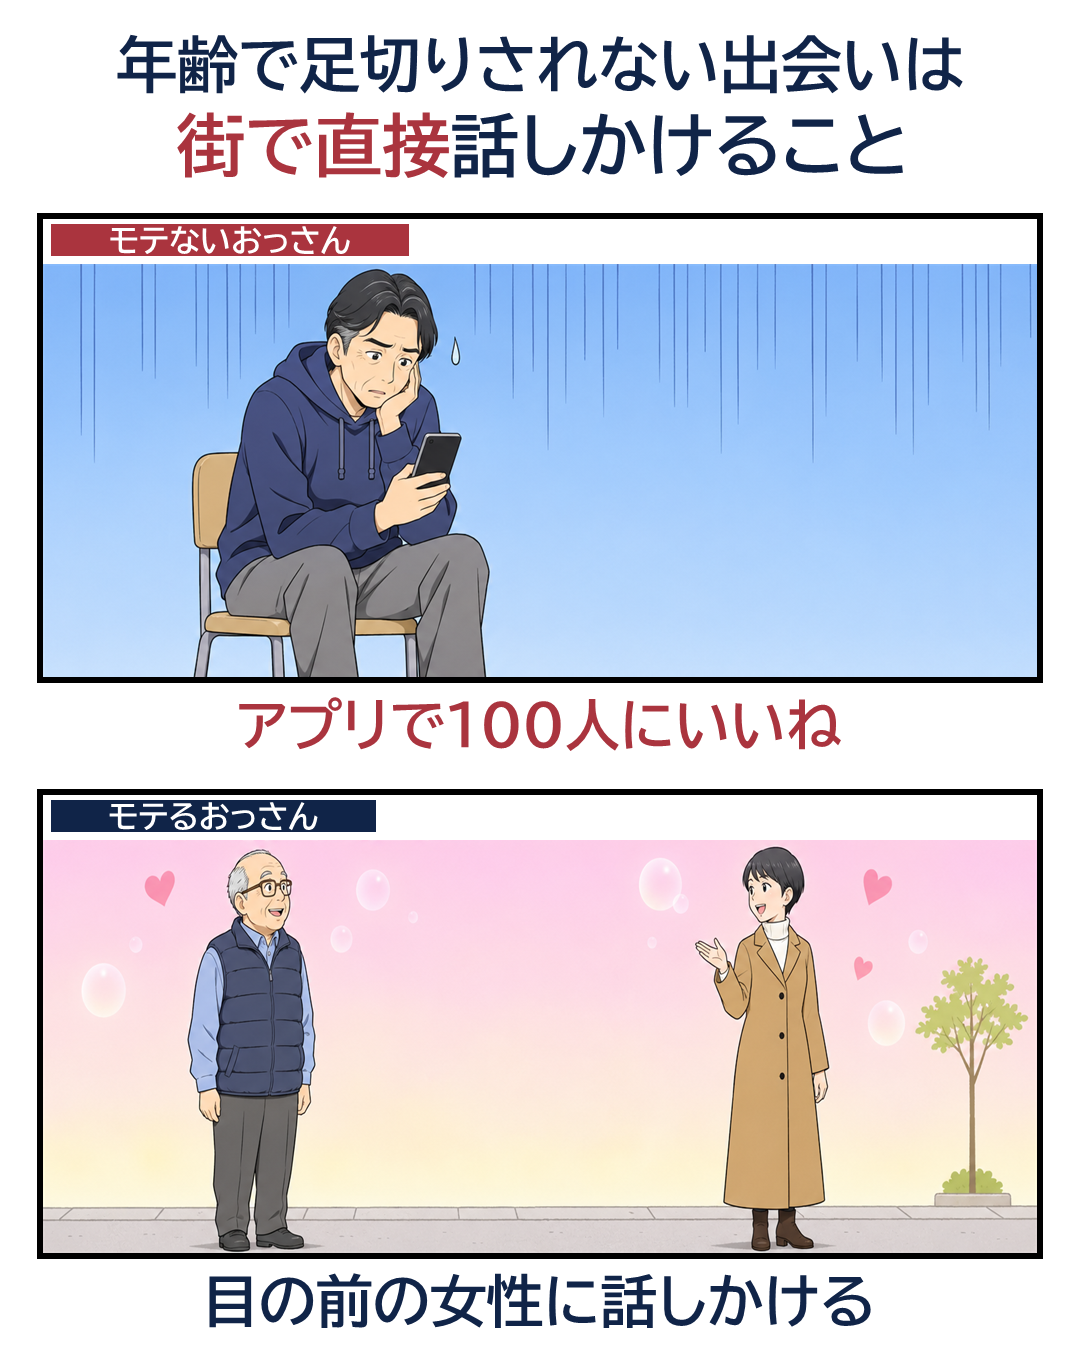 年齢で足切りされない出会いは
街で直接話しかけること
モテないおっさん
アプリで100人にいいね
モテるおっさん
目の前の女性に話しかける